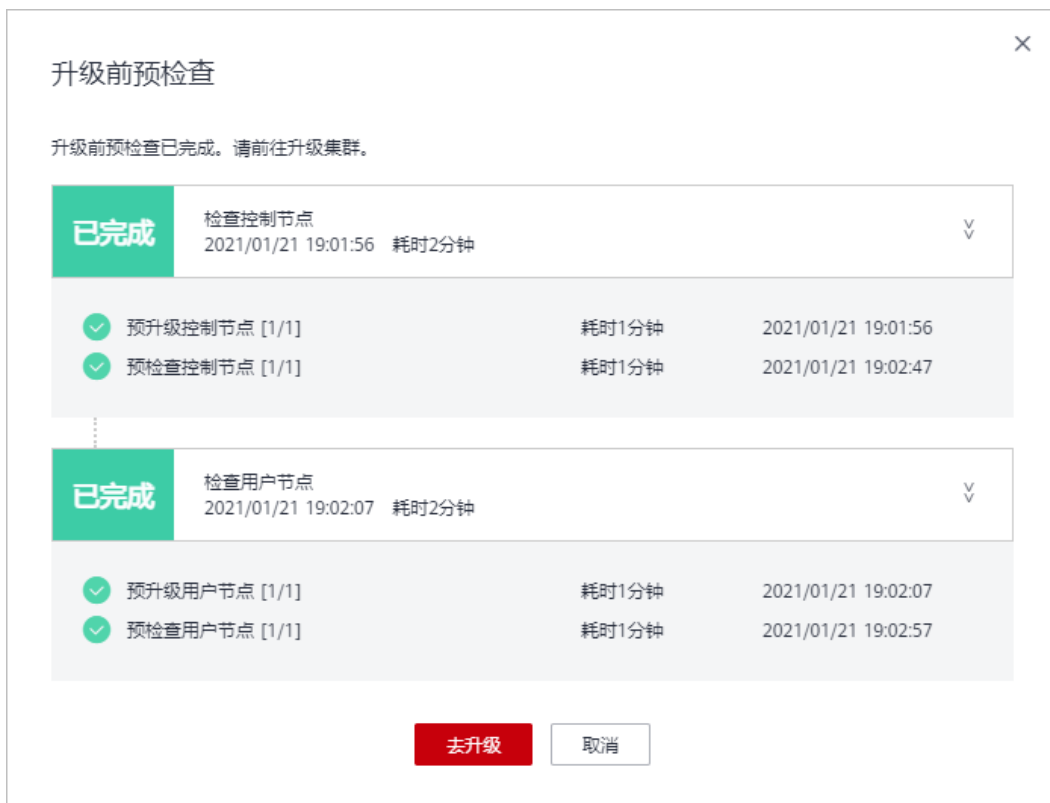 升级前预检查
升级前预检查已完成。请前往升级集群。
已完成
检查控制节点
2021/01/21 19:01:56 耗时2分钟
预升级控制节点 [1/1] 耗时1分钟 2021/01/21 19:01:56
预检查控制节点 [1/1] 耗时1分钟 2021/01/21 19:02:47
已完成
检查用户节点
2021/01/21 19:02:07 耗时2分钟
预升级用户节点 [1/1] 耗时1分钟 2021/01/21 19:02:07
预检查用户节点 [1/1] 耗时1分钟 2021/01/21 19:02:57
去升级 取消